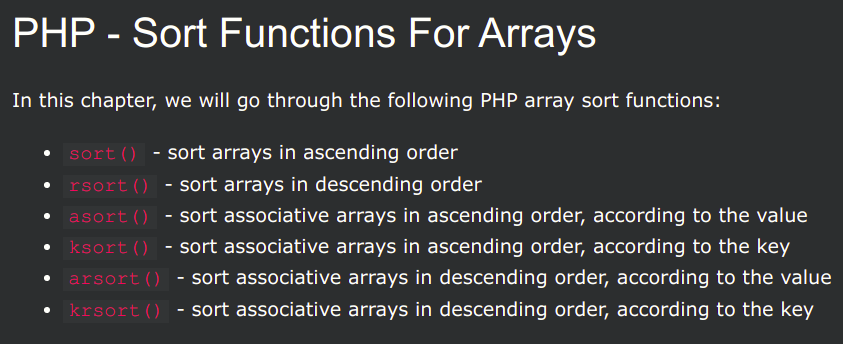 PHP - Sort Functions For Arrays
In this chapter, we will go through the following PHP array sort functions:
• sort() - sort arrays in ascending order
• rsort() - sort arrays in descending order
• asort() - sort associative arrays in ascending order, according to the value
• ksort() - sort associative arrays in ascending order, according to the key
• arsort() - sort associative arrays in descending order, according to the value
• krsort() - sort associative arrays in descending order, according to the key